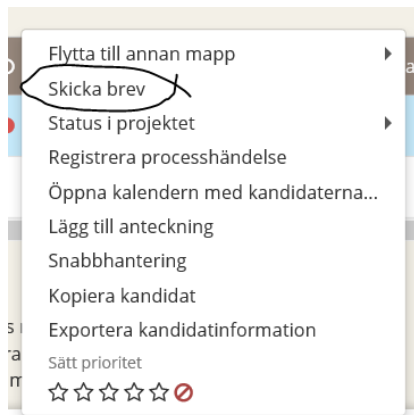 Flytta till annan mapp
Skicka brev
Status i projektet
Registrera processhändelse
Öppna kalendern med kandidaterna...
Lägg till anteckning
Snabbhantering
Kopiera kandidat
Exportera kandidatinformation
Sätt prioritet